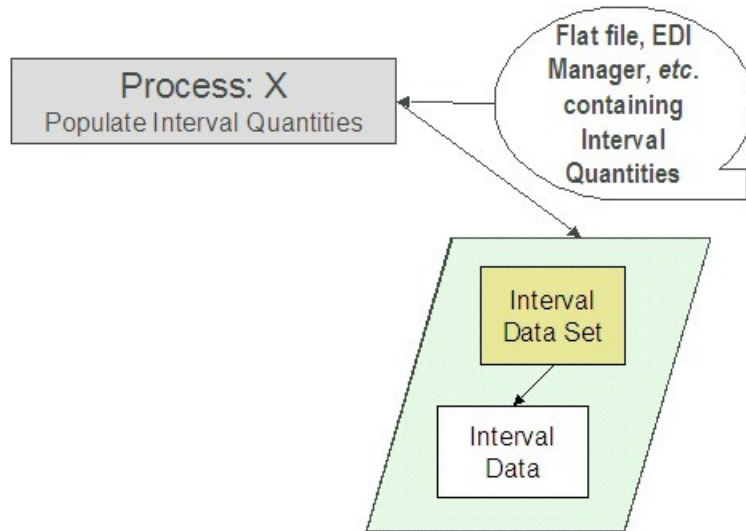 Process: X
Populate Interval Quantities
Flat file, EDI
Manager, etc.
containing
Interval
Quantities
Interval
Data Set
Interval
Data